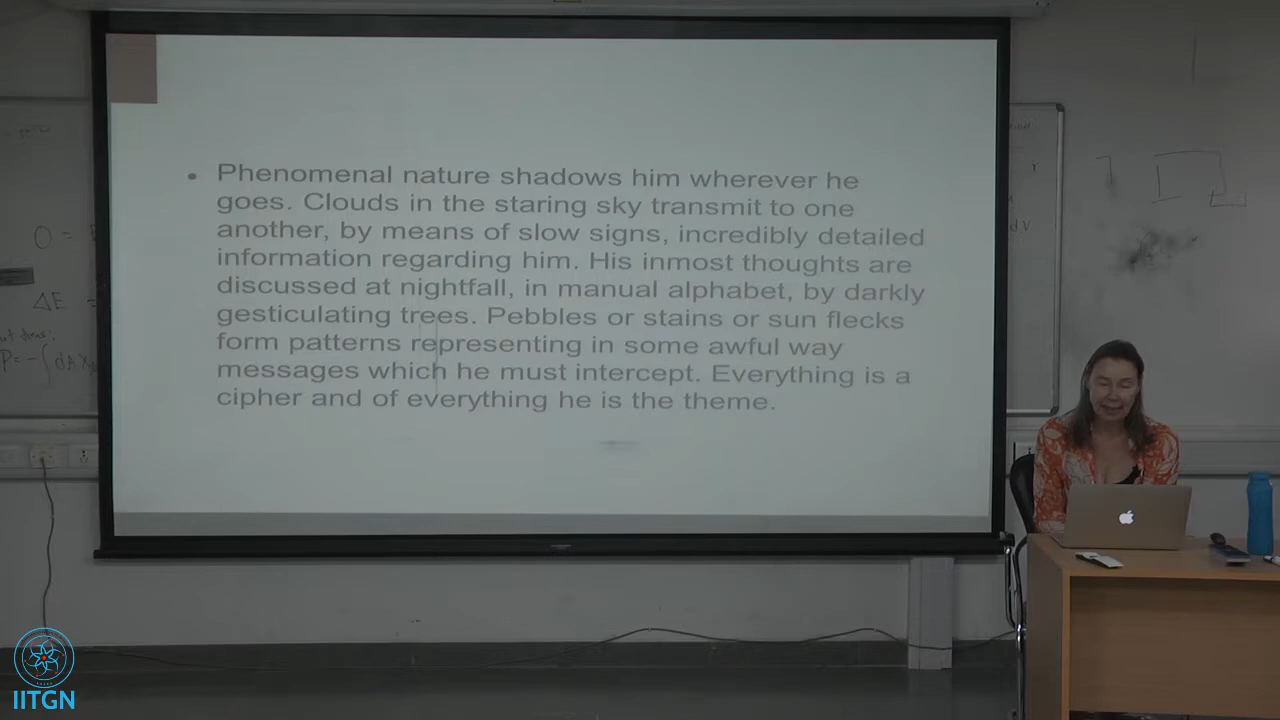 • Phenomenal nature shadows him wherever he
goes. Clouds in the staring sky transmit to one
another, by means of slow signs, incredibly detailed
information regarding him. His inmost thoughts are
discussed at nightfall, in manual alphabet, by darkly
gesticulating trees. Pebbles or stains or sun flecks
form patterns representing in some awful way
messages which he must intercept. Everything is a
cipher and of everything he is the theme.
O =
ΔE =
P = - ∫ dA
dV
IITGN